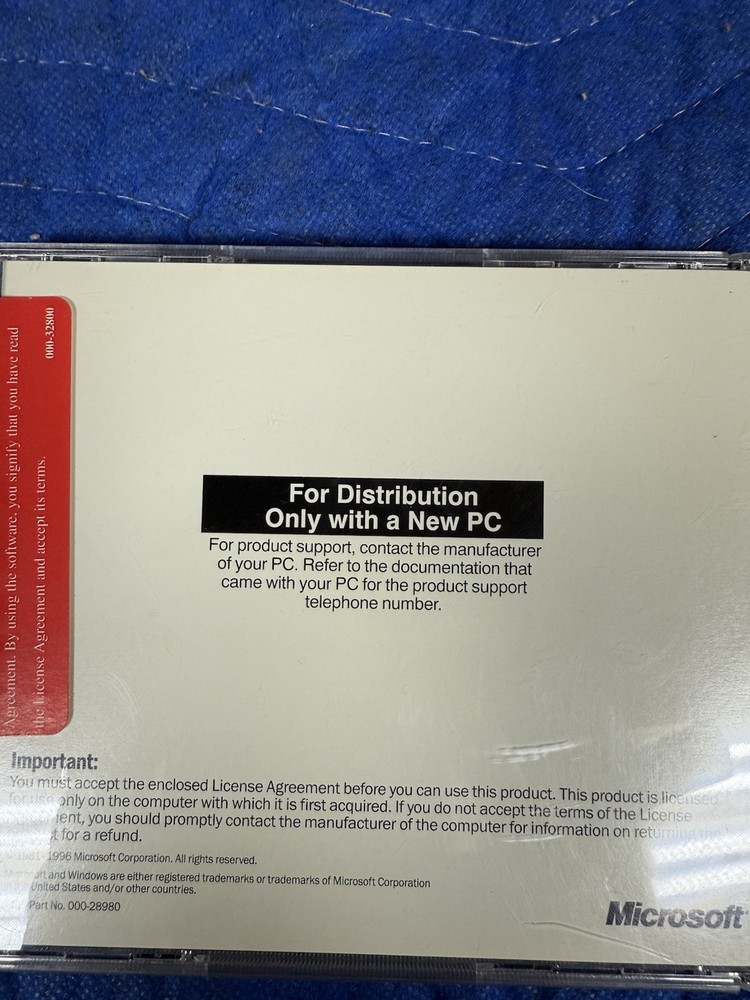 For Distribution
Only with a New PC
For product support, contact the manufacturer
of your PC. Refer to the documentation that
came with your PC for the product support
telephone number.
Agreement. By using the software, you signify that you have read
the License Agreement and accept its terms.
000-32800
Important:
You must accept the enclosed License Agreement before you can use this product. This product is licensed
for use only on the computer with which it is first acquired. If you do not accept the terms of the License
ent, you should promptly contact the manufacturer of the computer for information on returning the
t for a refund.
1996 Microsoft Corporation. All rights reserved.
and Windows are either registered trademarks or trademarks of Microsoft Corporation
United States and/or other countries.
Part No. 000-28980
Microsoft